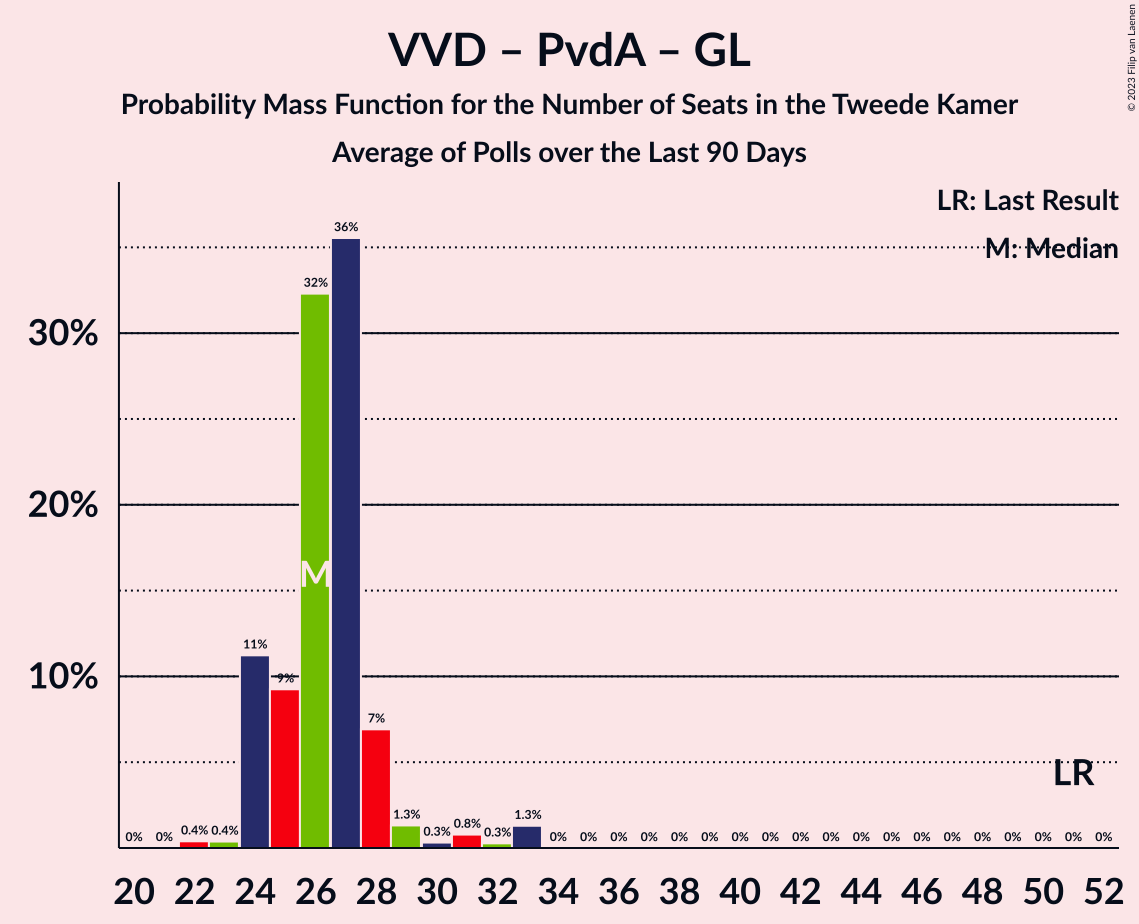 VVD – PvdA – GL
Probability Mass Function for the Number of Seats in the Tweede Kamer
Average of Polls over the Last 90 Days
© 2023 Filip van Laenen
LR: Last Result
M: Median
30%
20%
10%
0% 0% 0.4% 0.4% 11% 9% 32% 36% 7% 1.3% 0.3% 0.8% 0.3% 1.3% 0% 0% 0% 0% 0% 0% 0% 0% 0% 0% 0% 0% 0% 0% 0% 0% 0% 0% 0%
M
LR
20 22 24 26 28 30 32 34 36 38 40 42 44 46 48 50 52